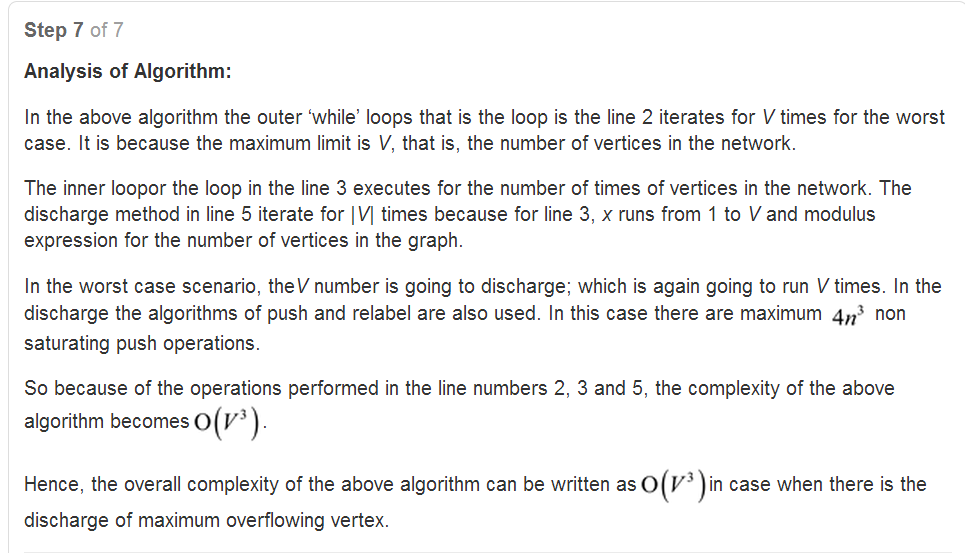 Step 7 of 7
Analysis of Algorithm:
In the above algorithm the outer ‘while’ loops that is the loop is the line 2 iterates for V times for the worst
case. It is because the maximum limit is V, that is, the number of vertices in the network.
The inner loopor the loop in the line 3 executes for the number of times of vertices in the network. The
discharge method in line 5 iterate for |V| times because for line 3, x runs from 1 to V and modulus
expression for the number of vertices in the graph.
In the worst case scenario, theV number is going to discharge; which is again going to run V times. In the
discharge the algorithms of push and relabel are also used. In this case there are maximum 4n³ non
saturating push operations.
So because of the operations performed in the line numbers 2, 3 and 5, the complexity of the above
algorithm becomes O(V³).
Hence, the overall complexity of the above algorithm can be written as O(V³) in case when there is the
discharge of maximum overflowing vertex.